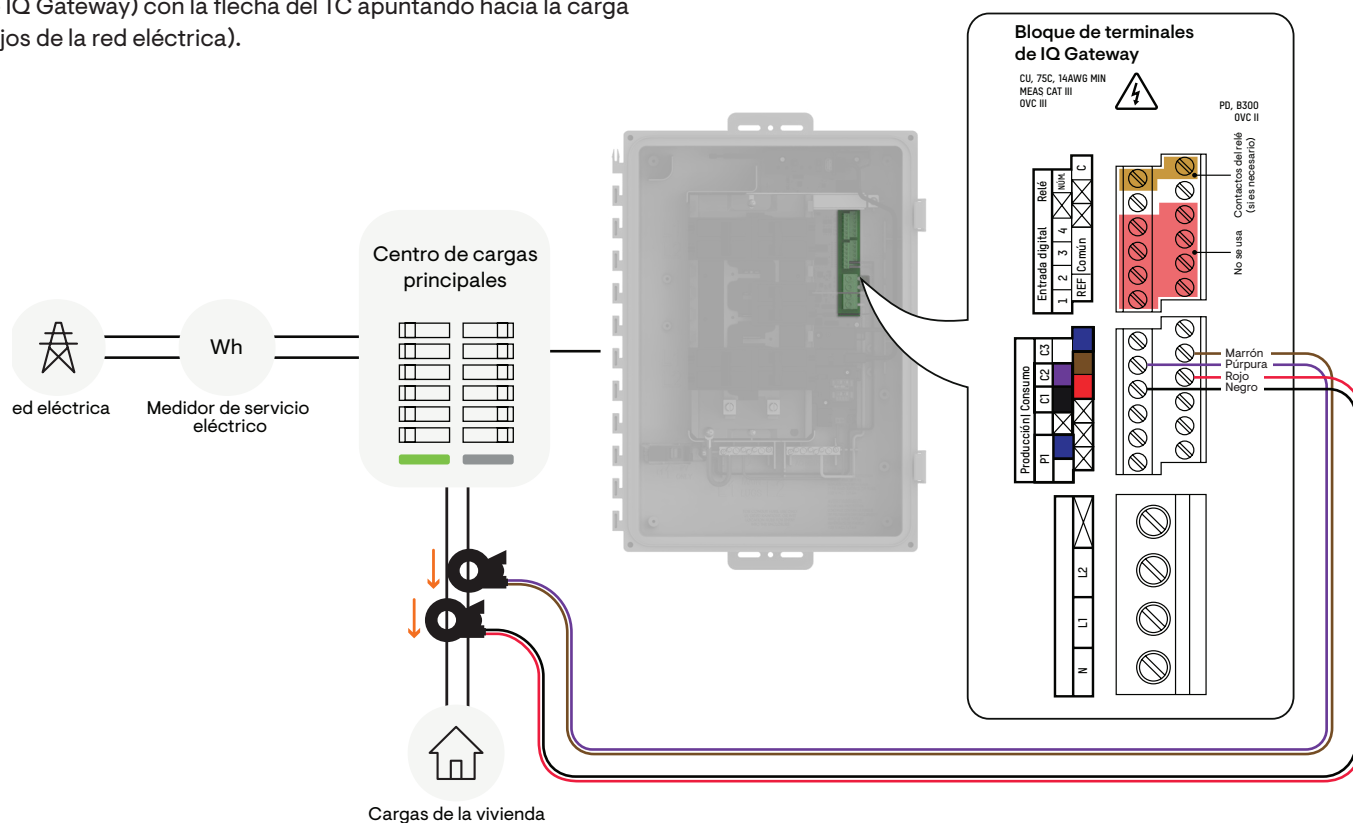 IQ Gateway) con la flecha del TC apuntando hacia la carga
jos de la red eléctrica).
Bloque de terminales
de IQ Gateway
CU, 75C, 14AWG MIN
MEAS CAT III
OVC III
PD, B300
OVC II
Contactos del relé
(si es necesario)
No se usa
Entrada digital Relé
1 2 3 4 NÚM.
REF Común C
Producción | Consumo
P1 C1 C2 C3
Marrón
Púrpura
Rojo
Negro
N L1 L2
Centro de cargas
principales
Wh
ed eléctrica
Medidor de servicio
eléctrico
Cargas de la vivienda